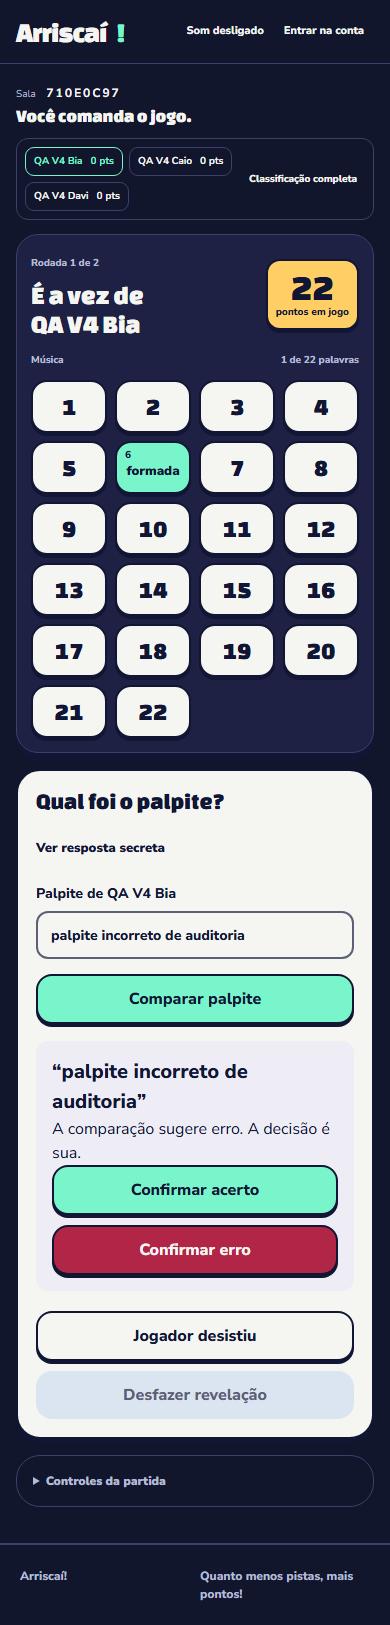 Arriscaí !
Som desligado
Entrar na conta
Sala 710E0C97
Você comanda o jogo.
QA V4 Bia 0 pts
QA V4 Caio 0 pts
QA V4 Davi 0 pts
Classificação completa
Rodada 1 de 2
É a vez de
QA V4 Bia
22
pontos em jogo
Música
1 de 22 palavras
1 2 3 4
5
6
formada
7 8
9 10 11 12
13 14 15 16
17 18 19 20
21 22
Qual foi o palpite?
Ver resposta secreta
Palpite de QA V4 Bia
palpite incorreto de auditoria
Comparar palpite
“palpite incorreto de
auditoria”
A comparação sugere erro. A decisão é
sua.
Confirmar acerto
Confirmar erro
Jogador desistiu
Desfazer revelação
▶ Controles da partida
Arriscaí!
Quanto menos pistas, mais
pontos!